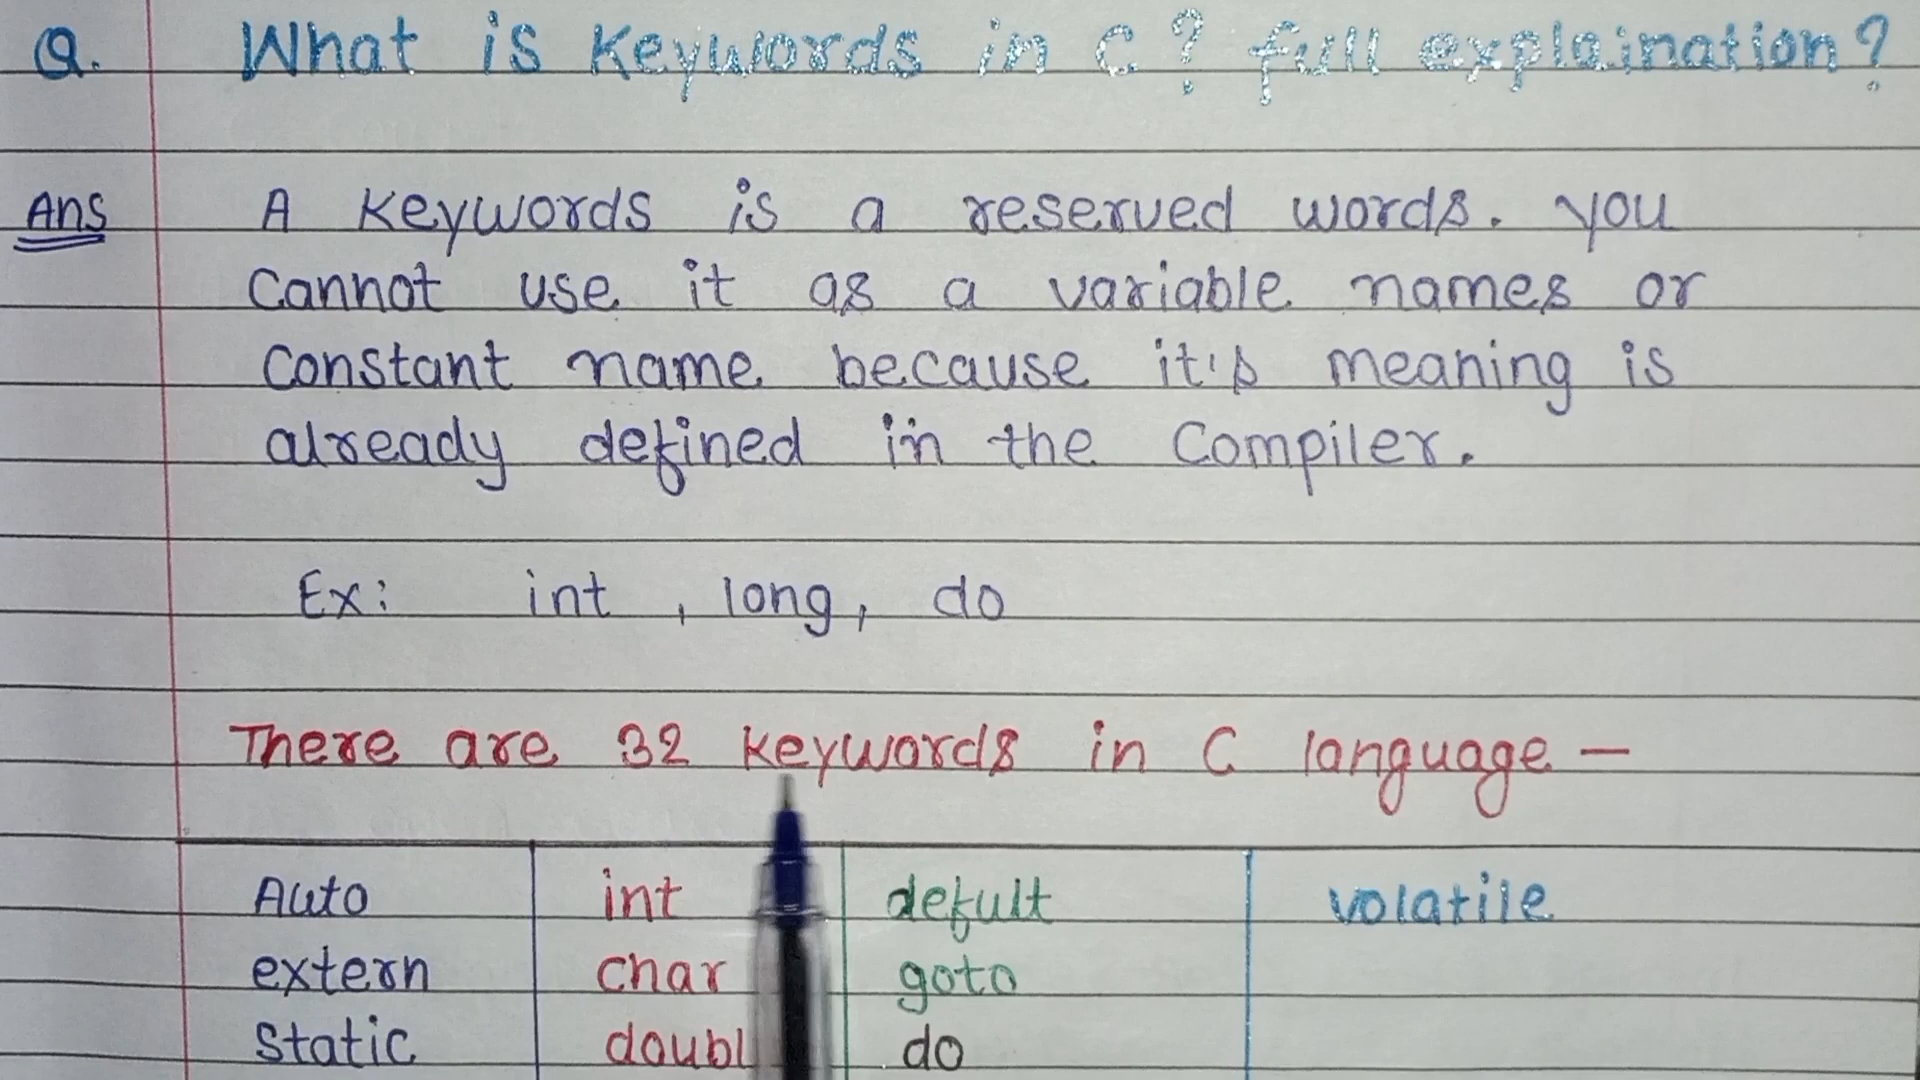 Q. What is Keywords in C? full explaination?
Ans A Keywords is a reserved words. You
Cannot use it as a variable names or
Constant name because it's meaning is
already defined in the Compiler.
Ex: int, long, do
There are 32 keywords in C language —
Auto int defult volatile
extern char goto
Static doubl do